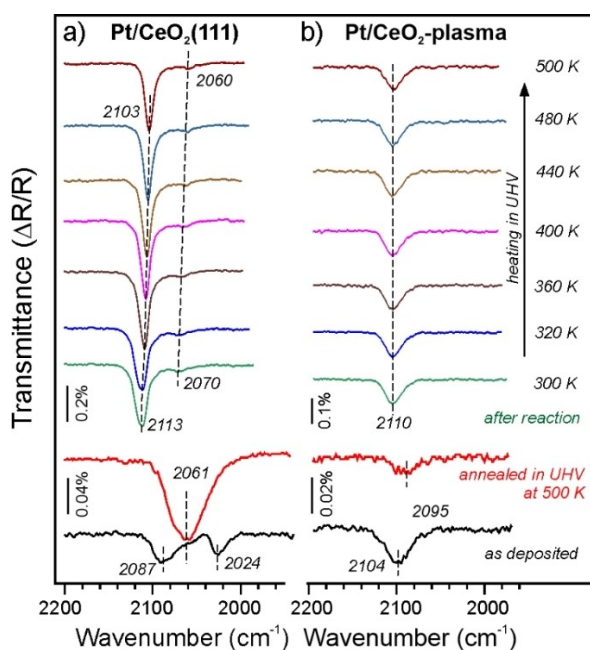 a) Pt/CeO₂(111)
b) Pt/CeO₂-plasma
2060
2103
500 K
480 K
440 K
400 K
360 K
320 K
300 K
heating in UHV
Transmittance (ΔR/R)
0.2%
2070
2113
0.1%
2110
after reaction
0.04%
2061
0.02%
annealed in UHV
at 500 K
2095
as deposited
2087
2024
2104
2200 2100 2000
2200 2100 2000
Wavenumber (cm⁻¹)
Wavenumber (cm⁻¹)